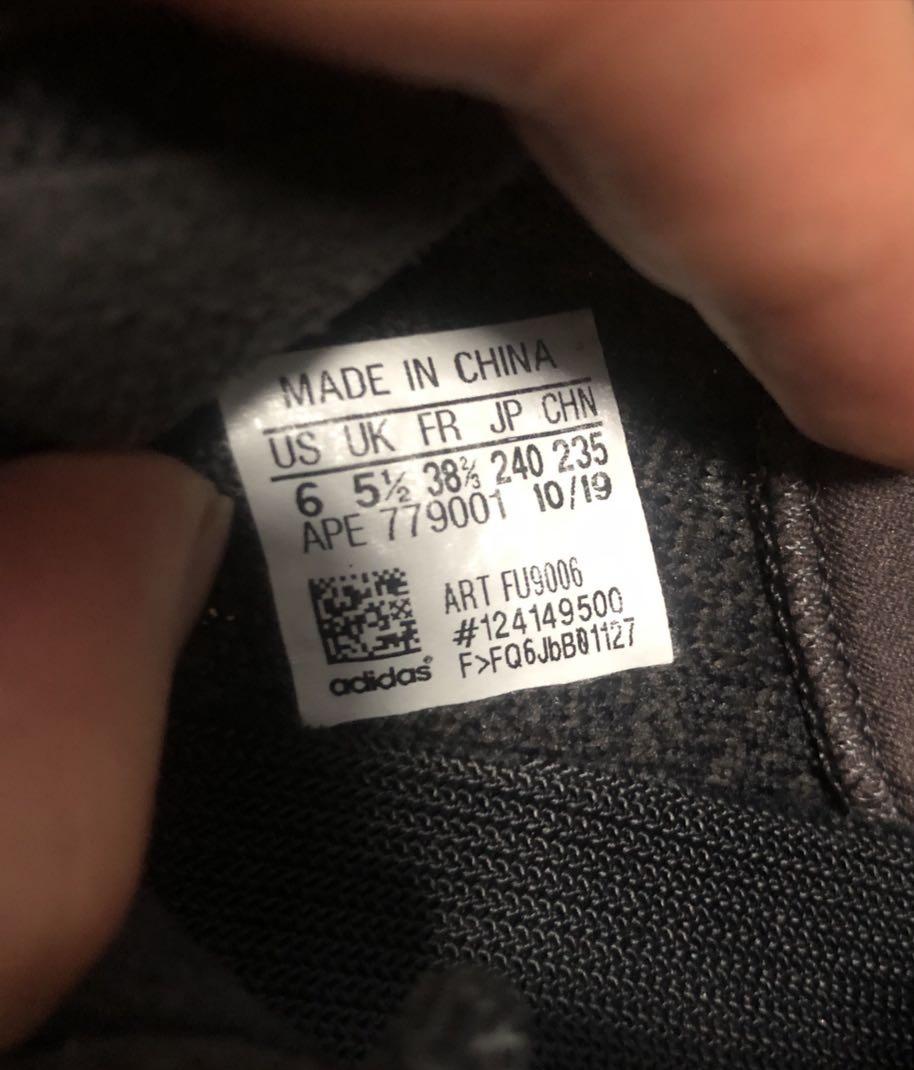 MADE IN CHINA
US UK FR JP CHN
6 5½ 38⅔ 240 235
APE 779001 10/19
ART FU9006
#124149500
F>FQ6JbB01127
adidas®